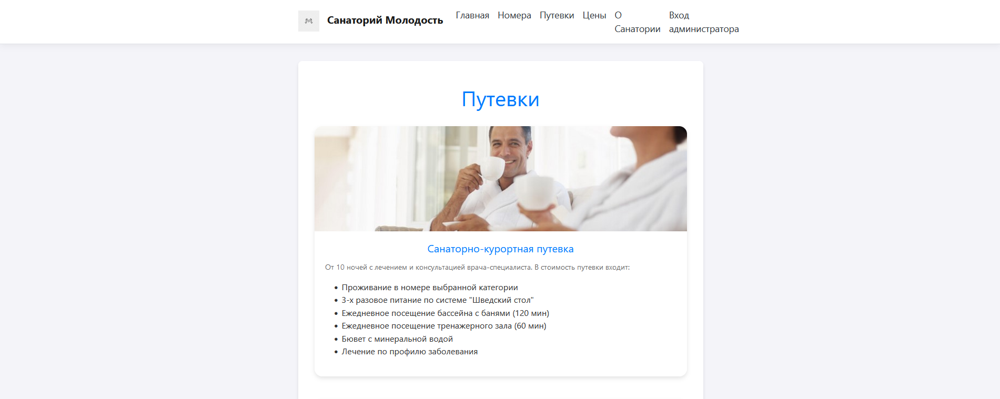 Санаторий Молодость
Главная
Номера
Путевки
Цены
О
Санатории
Вход
администратора
Путевки
Санаторно-курортная путевка
От 10 ночей с лечением и консультацией врача-специалиста. В стоимость путевки входит:
Проживание в номере выбранной категории
3-х разовое питание по системе "Шведский стол"
Ежедневное посещение бассейна с банями (120 мин)
Ежедневное посещение тренажерного зала (60 мин)
Бювет с минеральной водой
Лечение по профилю заболевания